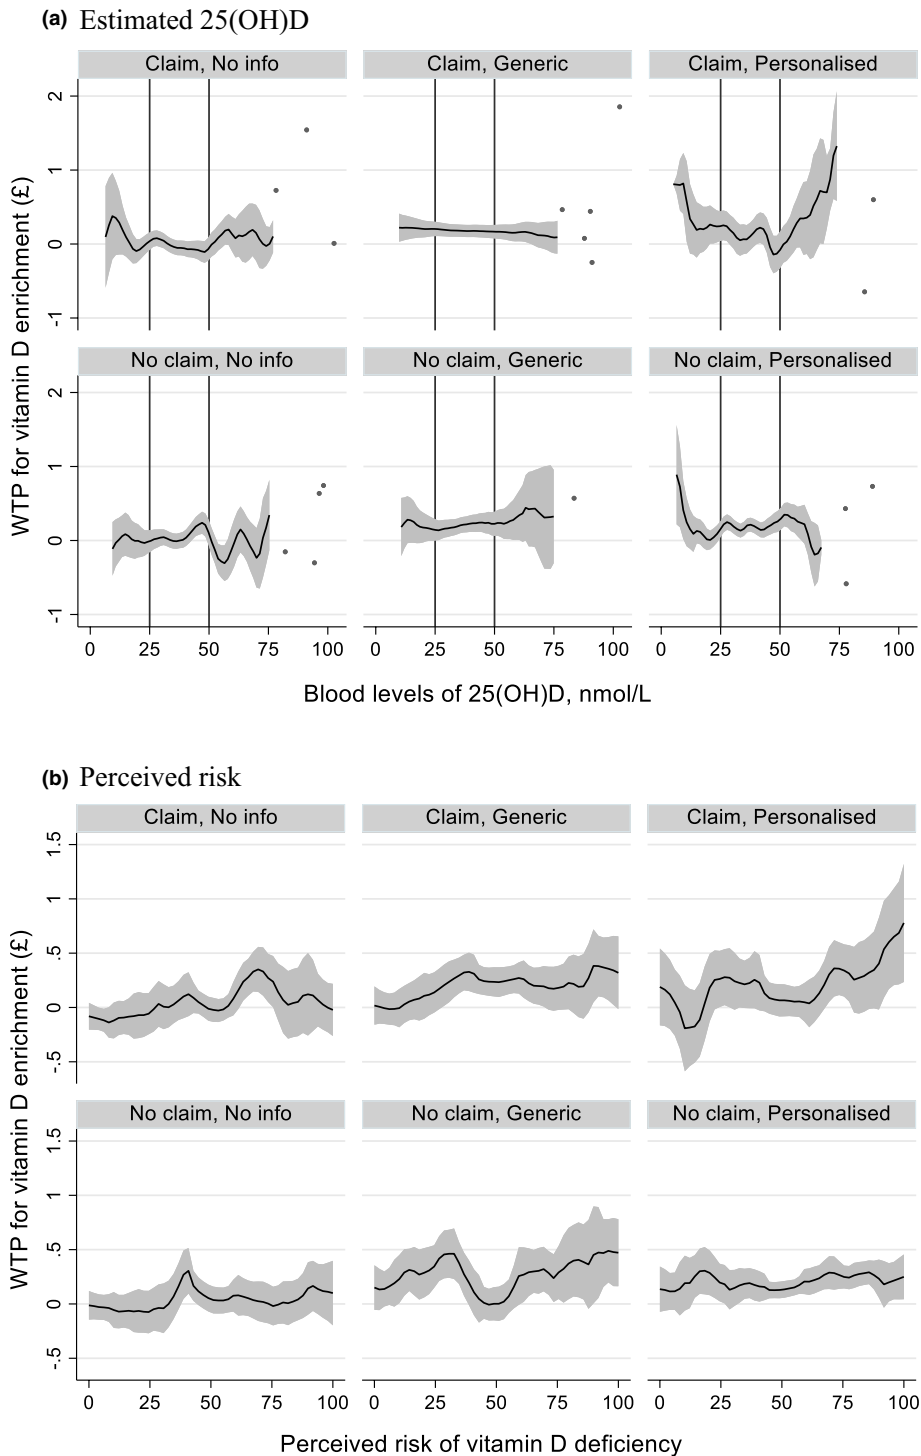 (a) Estimated 25(OH)D
Claim, No info
Claim, Generic
Claim, Personalised
2
1
0
-1
No claim, No info
No claim, Generic
No claim, Personalised
2
1
0
-1
WTP for vitamin D enrichment (£)
0 25 50 75 100
0 25 50 75 100
0 25 50 75 100
Blood levels of 25(OH)D, nmol/L
(b) Perceived risk
Claim, No info
Claim, Generic
Claim, Personalised
1.5
1
.5
0
-.5
No claim, No info
No claim, Generic
No claim, Personalised
1.5
1
.5
0
-.5
WTP for vitamin D enrichment (£)
0 25 50 75 100
0 25 50 75 100
0 25 50 75 100
Perceived risk of vitamin D deficiency